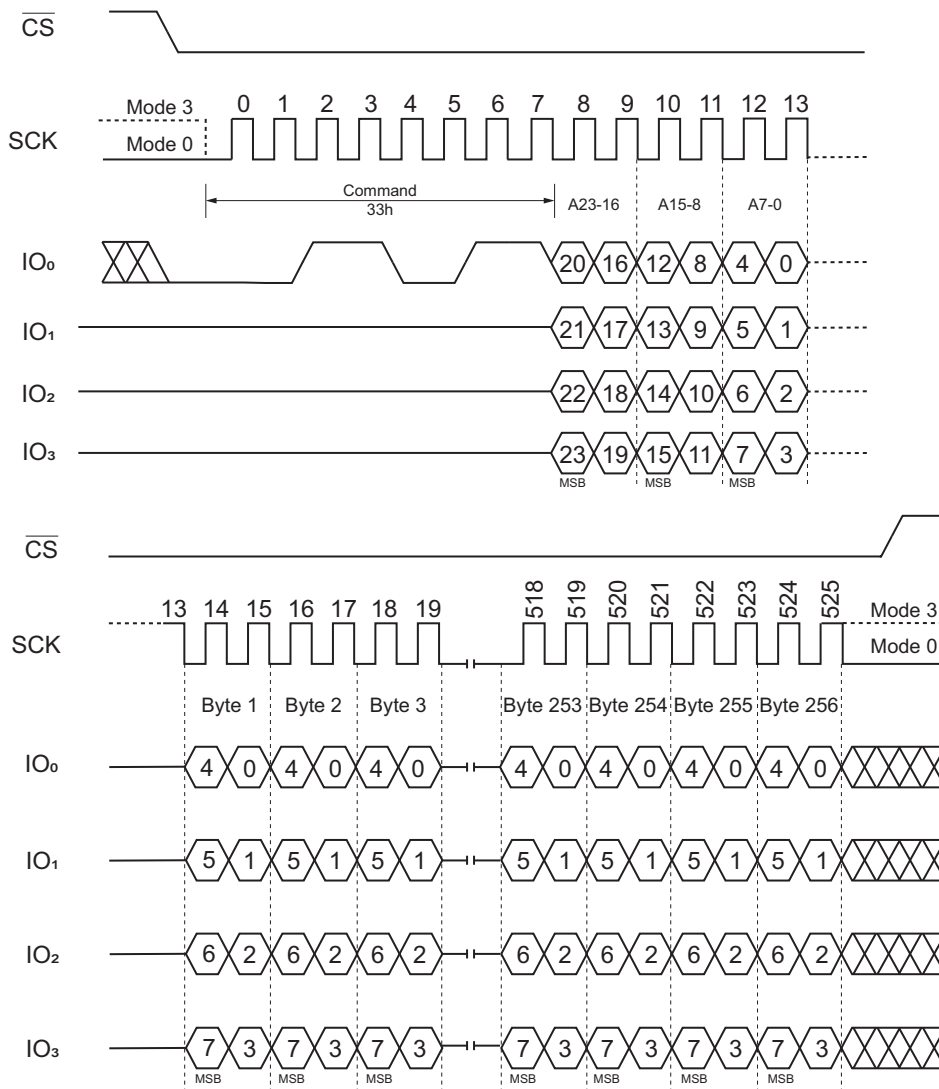 CS
Mode 3 0 1 2 3 4 5 6 7 8 9 10 11 12 13
SCK Mode 0
Command A23-16 A15-8 A7-0
33h
IO₀ 20 16 12 8 4 0
IO₁ 21 17 13 9 5 1
IO₂ 22 18 14 10 6 2
IO₃ 23 19 15 11 7 3
MSB MSB MSB
CS
13 14 15 16 17 18 19 518 519 520 521 522 523 524 525 Mode 3
SCK Mode 0
Byte 1 Byte 2 Byte 3 Byte 253 Byte 254 Byte 255 Byte 256
IO₀ 4 0 4 0 4 0 4 0 4 0 4 0 4 0
IO₁ 5 1 5 1 5 1 5 1 5 1 5 1 5 1
IO₂ 6 2 6 2 6 2 6 2 6 2 6 2 6 2
IO₃ 7 3 7 3 7 3 7 3 7 3 7 3 7 3
MSB MSB MSB MSB MSB MSB MSB